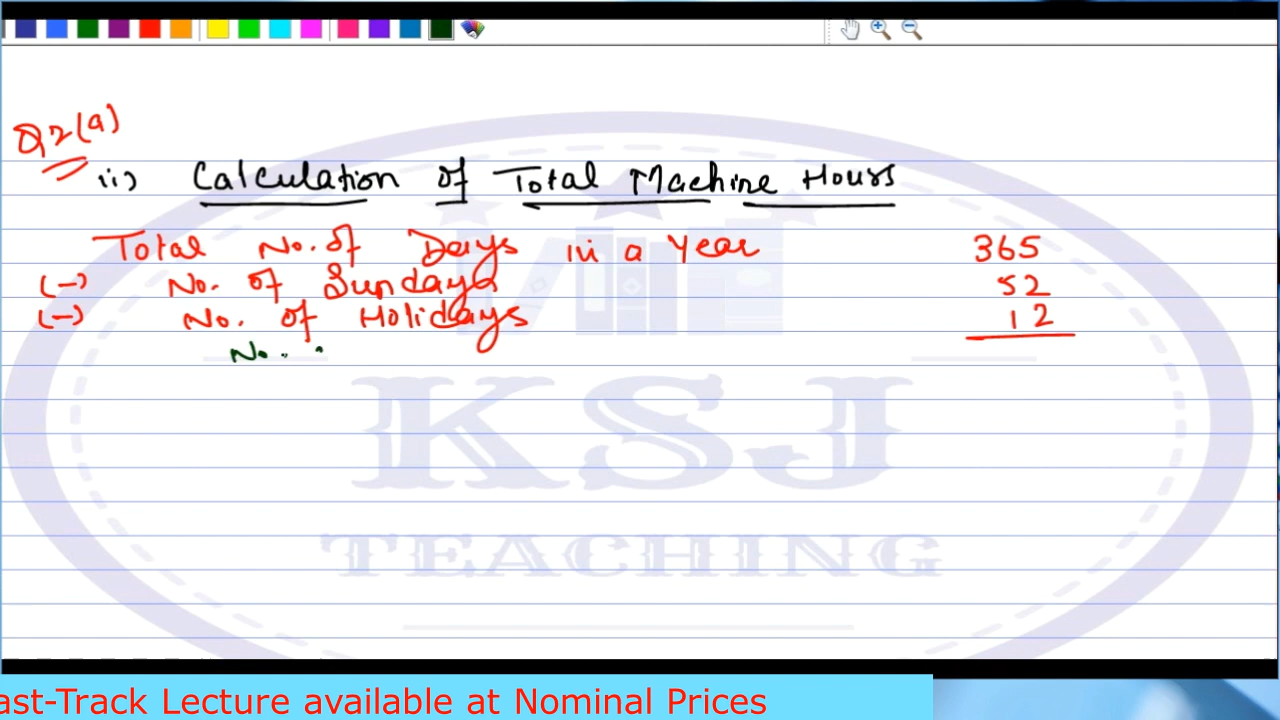 Q2(a)
ii) Calculation of Total Machine Hours
Total No. of Days in a Year 365
(-) No. of Sundays 52
(-) No. of Holidays 12
No.
KSJ
TEACHING
ast-Track Lecture available at Nominal Prices